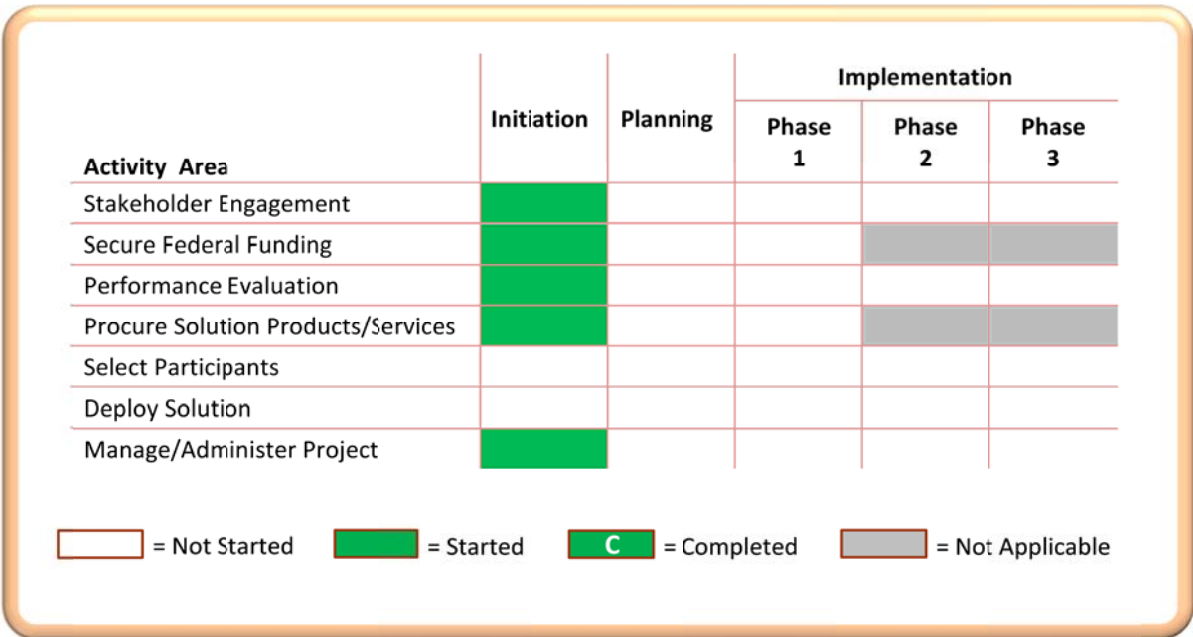 Implementation
Initiation Planning
Phase 1 Phase 2 Phase 3
Activity Area
Stakeholder Engagement
Secure Federal Funding
Performance Evaluation
Procure Solution Products/Services
Select Participants
Deploy Solution
Manage/Administer Project
= Not Started = Started C = Completed = Not Applicable